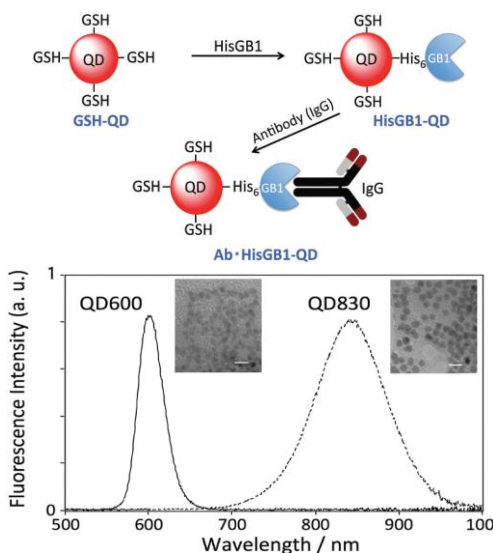 GSH
GSH QD GSH
GSH
GSH-QD
HisGB1
GSH
GSH QD His6 GB1
GSH
HisGB1-QD
Antibody (IgG)
GSH
GSH QD His6 GB1 IgG
GSH
Ab·HisGB1-QD
1
QD600
QD830
Fluorescence Intensity (a. u.)
0
500 600 700 800 900 100
Wavelength / nm